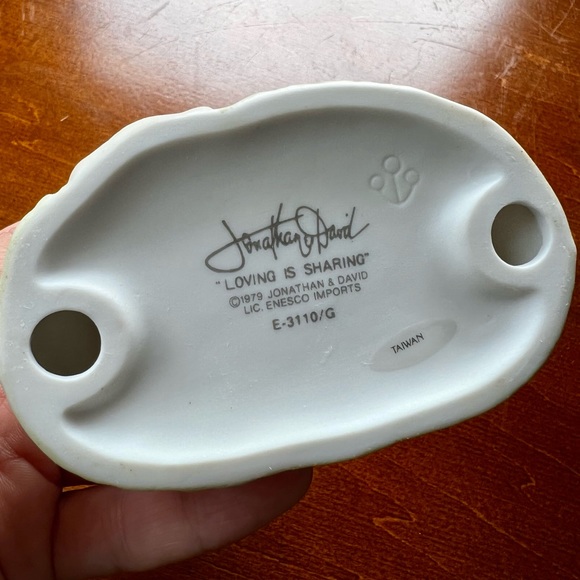 Jonathan & David
"LOVING IS SHARING"
©1979 JONATHAN & DAVID
LIC. ENESCO IMPORTS
E-3110/G
TAIWAN